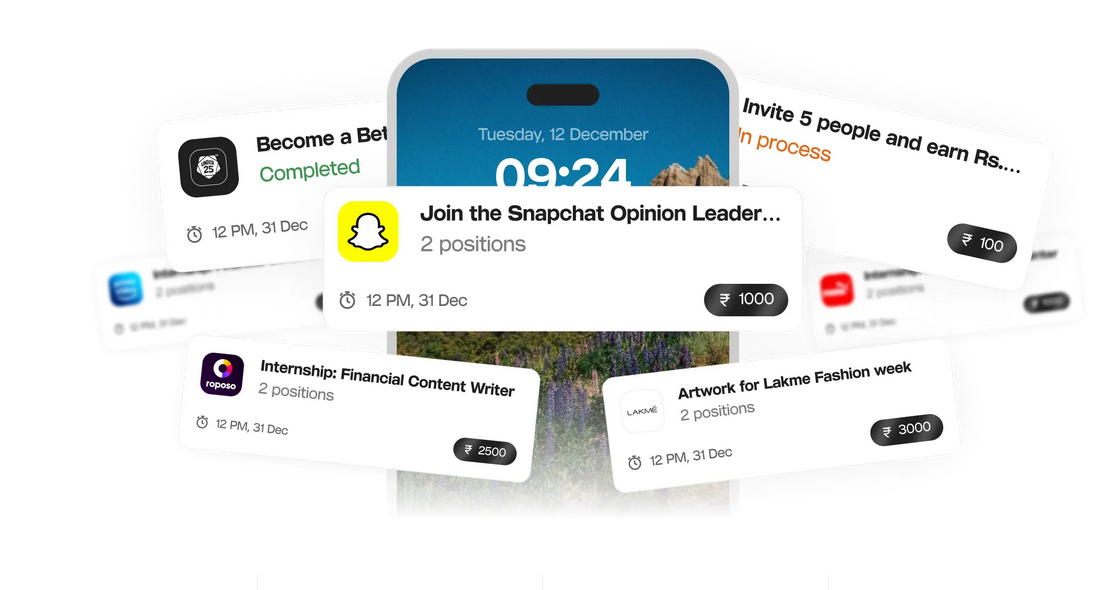 Tuesday, 12 December
09:24
Become a Bet
Completed
UNDER
25
12 PM, 31 Dec
Invite 5 people and earn Rs....
In process
₹ 100
Join the Snapchat Opinion Leader...
2 positions
12 PM, 31 Dec
₹ 1000
2 positions
12 PM, 31 Dec
2 positions
12 PM, 31 Dec
roposo
Internship: Financial Content Writer
2 positions
12 PM, 31 Dec
₹ 2500
LAKMÉ
Artwork for Lakme Fashion week
2 positions
12 PM, 31 Dec
₹ 3000